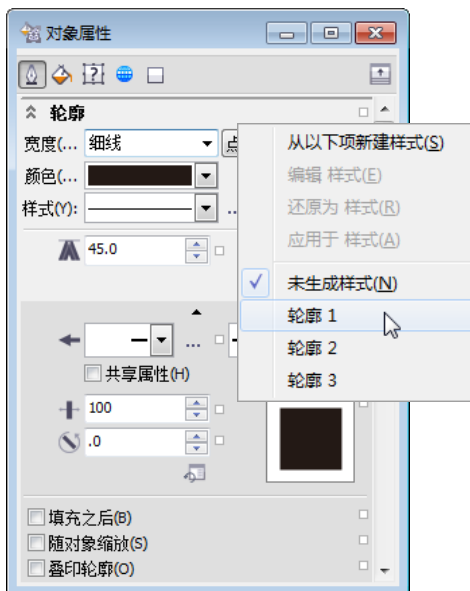 对象属性
轮廓
宽度(... 细线 点
颜色(...
样式(Y):
45.0
共享属性(H)
100
.0
填充之后(B)
随对象缩放(S)
叠印轮廓(O)
从以下项新建样式(S)
编辑 样式(E)
还原为 样式(R)
应用于 样式(A)
未生成样式(N)
轮廓 1
轮廓 2
轮廓 3